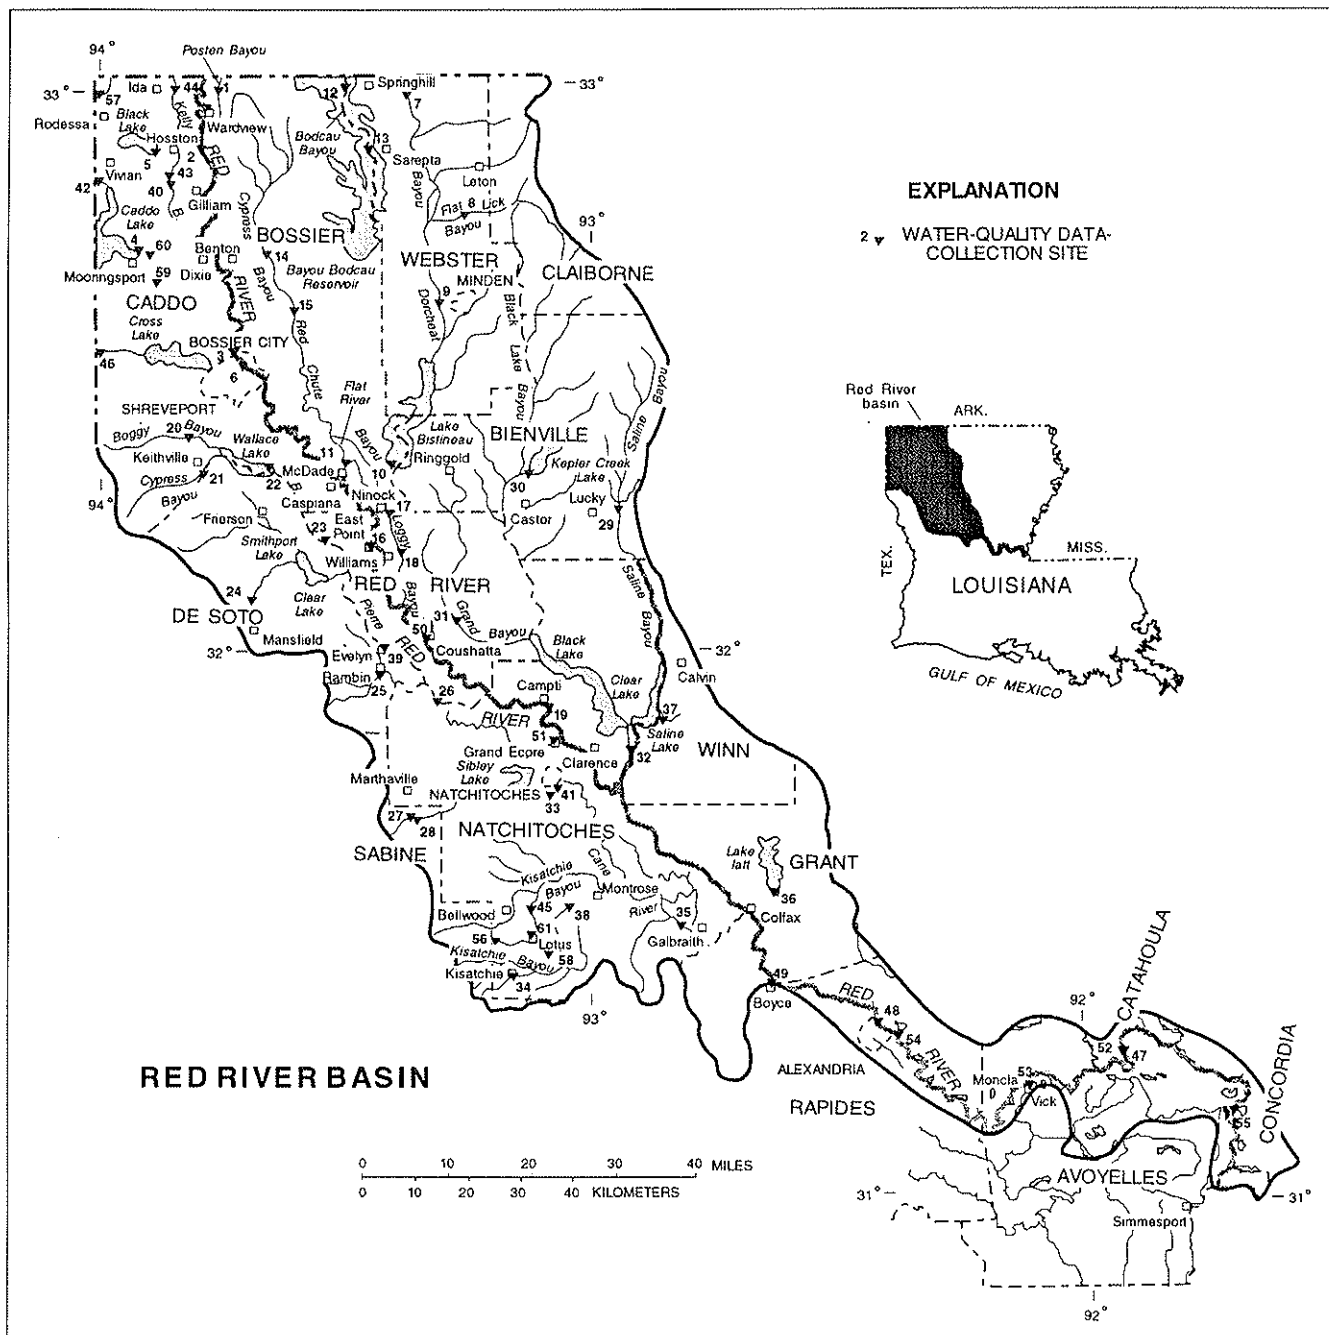 94°
Posten Bayou
33°
57
Ida
44
1
12
Springhill
33°
7
Rodessa
Black
Lake
Kelly
Wardview
Bodcau
Bayou
13
Hosston
2
5
RED
Sarepta
Vivian
43
42
40
Gilliam
B.
Leton
Bayou
Flat 8 Lick
Bayou
Cypress
Caddo
Lake
BOSSIER
93°
4
60
Benton
14
Bayou
Mooringsport
59
Dixie
RIVER
Bayou Bodcau
Reservoir
WEBSTER
MINDEN
CLAIBORNE
CADDO
15
9
Dorcheat
Black
Lake
Bayou
Cross
Lake
Red
Chute
BOSSIER CITY
3
46
6
Flat
River
Saline
Bayou
SHREVEPORT
20
Boggy
Bayou
Wallace
Lake
Lake
Bistineau
BIENVILLE
Keithville
11
Bayou
10
Ringgold
Kepler Creek
Lake
McDade
Cypress
Bayou
21
22
30
94°
Caspiana
Ninock
17
Castor
Lucky
29
Frierson
B.
23
East
Point
16
Loggy
Bayou
Smithport
Lake
Williams
18
24
RED RIVER
Clear
Lake
Pierre
31
Grand
Bayou
Saline
Bayou
DE SOTO
Mansfield
50
Black
Lake
32°
32°
Evelyn
39
RED
Coushatta
Calvin
Rambin
25
26
Campti
Clear
Lake
37
RIVER
19
Saline
Lake
51
WINN
Grand Ecore
Clarence
32
Sibley
Lake
Marthaville
NATCHITOCHES
41
33
27
28
NATCHITOCHES
SABINE
Lake
Iatt
GRANT
Kisatchie
Bayou
Cane
River
Montrose
36
Bellwood
45
38
35
Colfax
61
56
Lotus
Galbraith
Kisatchie
Bayou
58
Kisatchie
34
49
93°
Boyce
RED
RIVER
48
54
92°
CATAHOULA
52
47
CONCORDIA
ALEXANDRIA
Moncla
53
Vick
55
RAPIDES
AVOYELLES
31°
31°
Simmesport
92°
RED RIVER BASIN
0 10 20 30 40 MILES
0 10 20 30 40 KILOMETERS
EXPLANATION
2 WATER-QUALITY DATA-
COLLECTION SITE
Red River
basin
ARK.
TEX.
MISS.
LOUISIANA
GULF OF MEXICO